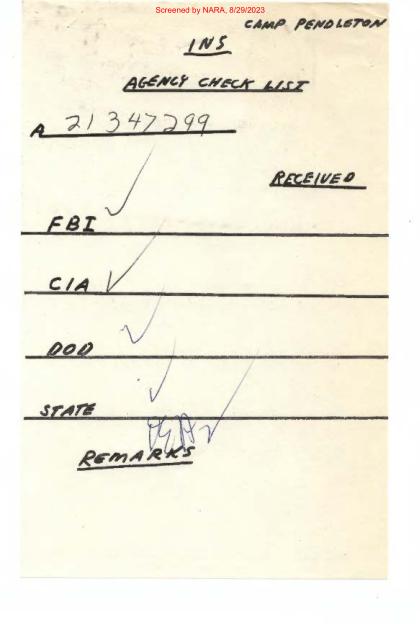 Screened by NARA, 8/29/2023
CAMP PENDLETON
INS
AGENCY CHECK LIST
A 21347299
RECEIVED
FBI ✓
CIA ✓
DOD ✓
STATE ✓
REMARKS